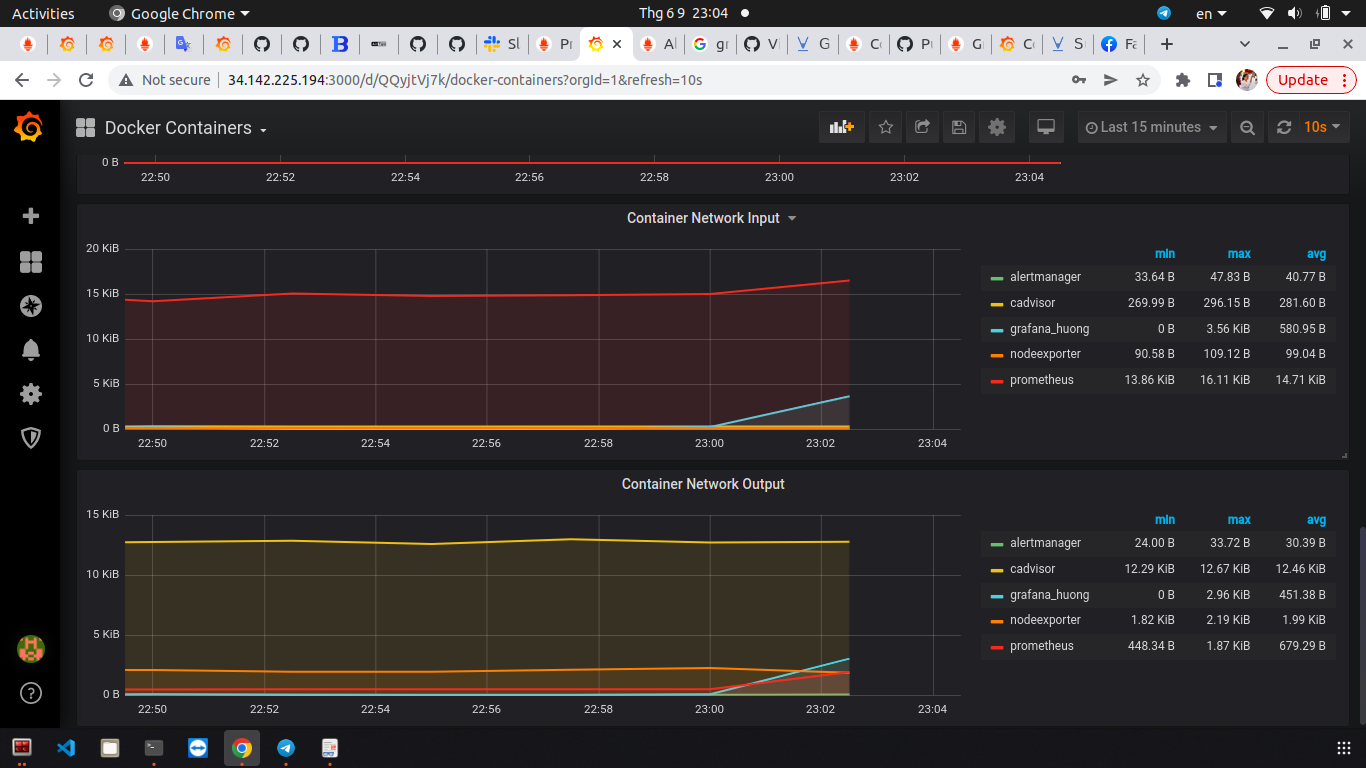 Activities Google Chrome Thg 6 9 23:04 en
Sl Pr Al gr Vi G Co Pu G Co S Fa
Not secure 34.142.225.194:3000/d/QQyjtVj7k/docker-containers?orgId=1&refresh=10s Update
Docker Containers Last 15 minutes 10s
0 B
22:50 22:52 22:54 22:56 22:58 23:00 23:02 23:04
Container Network Input
20 KiB
15 KiB
10 KiB
5 KiB
0 B
22:50 22:52 22:54 22:56 22:58 23:00 23:02 23:04
min max avg
alertmanager 33.64 B 47.83 B 40.77 B
cadvisor 269.99 B 296.15 B 281.60 B
grafana_huong 0 B 3.56 KiB 580.95 B
nodeexporter 90.58 B 109.12 B 99.04 B
prometheus 13.86 KiB 16.11 KiB 14.71 KiB
Container Network Output
15 KiB
10 KiB
5 KiB
0 B
22:50 22:52 22:54 22:56 22:58 23:00 23:02 23:04
min max avg
alertmanager 24.00 B 33.72 B 30.39 B
cadvisor 12.29 KiB 12.67 KiB 12.46 KiB
grafana_huong 0 B 2.96 KiB 451.38 B
nodeexporter 1.82 KiB 2.19 KiB 1.99 KiB
prometheus 448.34 B 1.87 KiB 679.29 B